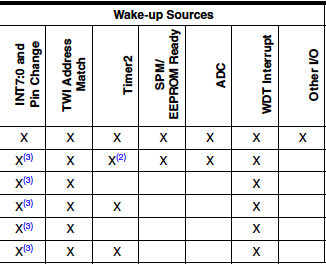 Wake-up Sources
INT7:0 and
Pin Change
TWI Address
Match
Timer2
SPM/
EEPROM Ready
ADC
WDT Interrupt
Other I/O
X X X X X X X
X(3) X X(2) X X X
X(3) X X
X(3) X X X
X(3) X X
X(3) X X X